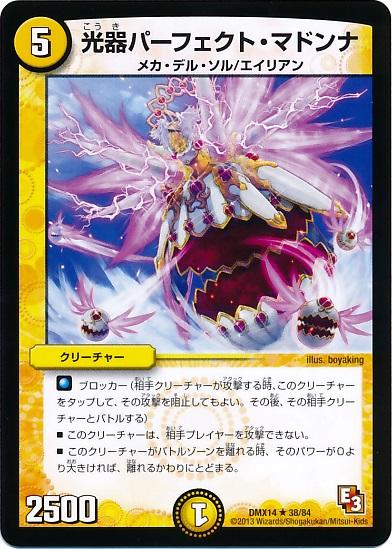 5
こうき
光器パーフェクト・マドンナ
メカ・デル・ソル/エイリアン
クリーチャー
illus. boyaking
ブロッカー（相手クリーチャーが攻撃する時、このクリーチャー
をタップして、その攻撃を阻止してもよい。その後、その相手クリ
ーチャーとバトルする）
■ このクリーチャーは、相手プレイヤーを攻撃できない。
■ このクリーチャーがバトルゾーンを離れる時、そのパワーが0よ
り大きければ、離れるかわりにとどまる。
2500
1
DMX14 ★ 38/84
©2013 Wizards/Shogakukan/Mitsui-Kids
E3